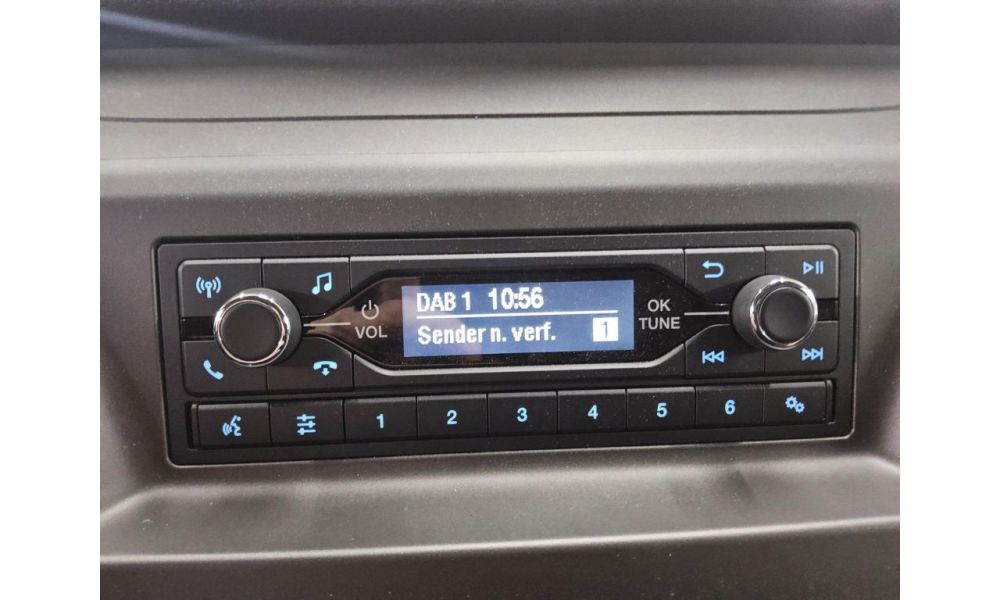 DAB 1 10:56
Sender n. verf. 1
VOL
OK
TUNE
1 2 3 4 5 6